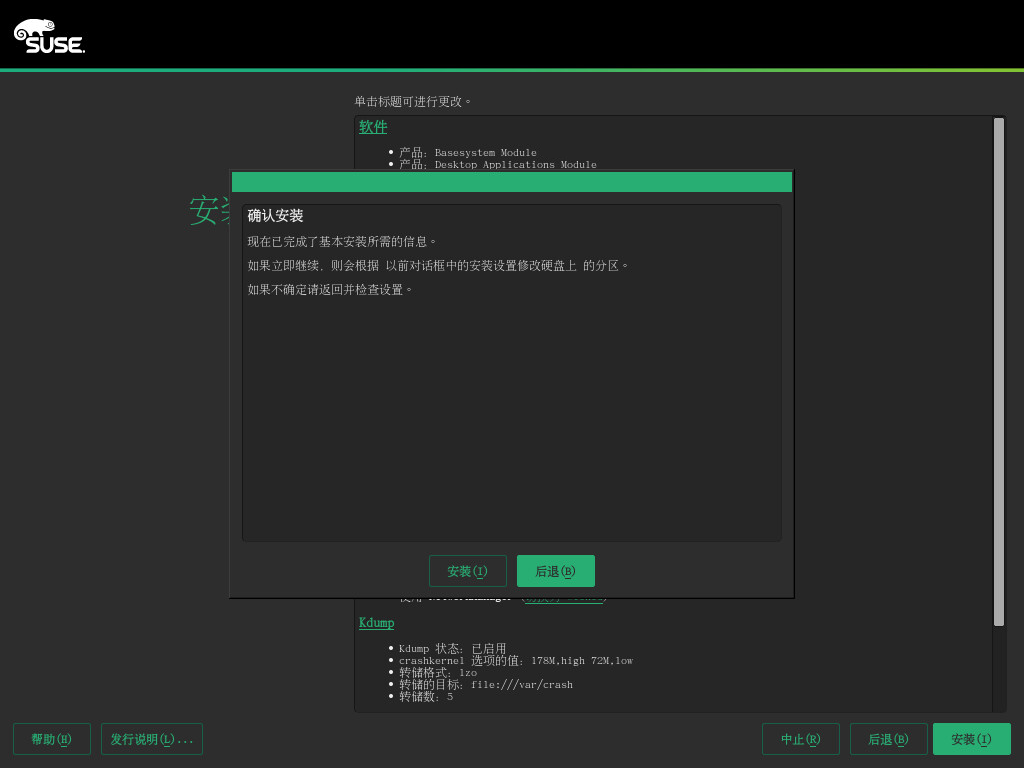 SUSE.
单击标题可进行更改。
软件
• 产品: Basesystem Module
• 产品: Desktop Applications Module
安
确认安装
现在已完成了基本安装所需的信息。
如果立即继续, 则会根据 以前对话框中的安装设置修改硬盘上 的分区。
如果不确定请返回并检查设置。
安装(I)
后退(B)
Kdump
• Kdump 状态: 已启用
• crashkernel 选项的值: 178M,high 72M,low
• 转储格式: lzo
• 转储的目标: file:///var/crash
• 转储数: 5
帮助(H)
发行说明(L)...
中止(R)
后退(B)
安装(I)